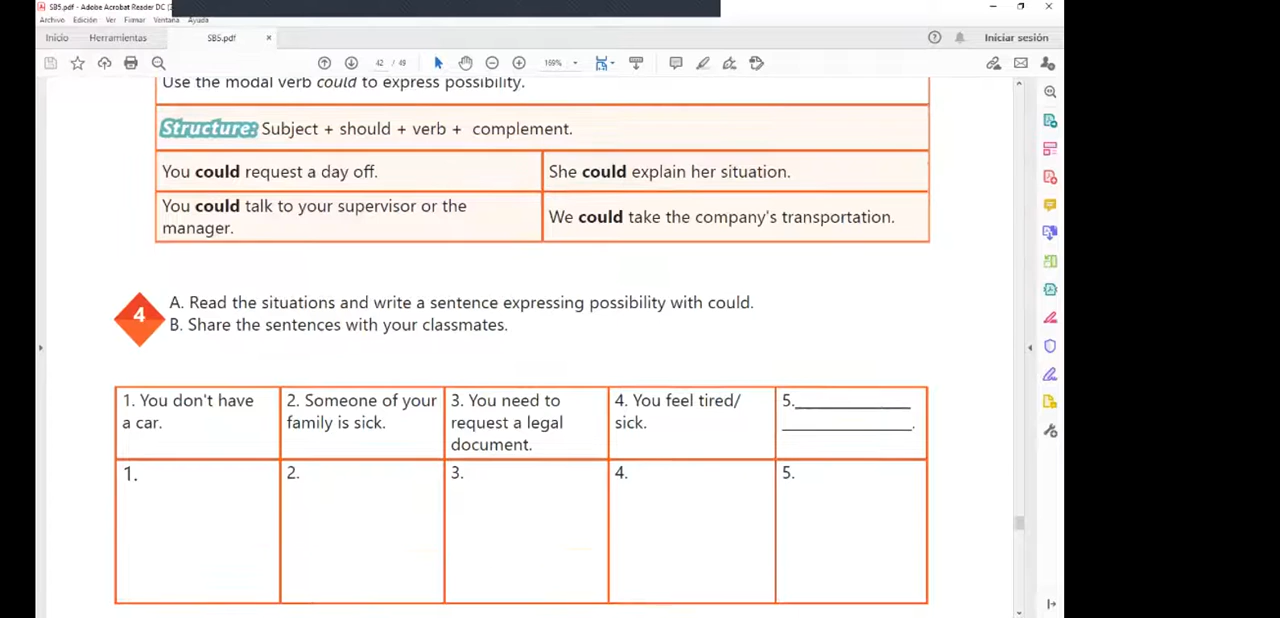 SB5.pdf - Adobe Acrobat Reader DC (
Archivo Edición Ver Firmar Ventana Ayuda
Inicio Herramientas SB5.pdf × Iniciar sesión
42 / 49 169%
Use the modal verb could to express possibility.
Structure: Subject + should + verb + complement.
You could request a day off. She could explain her situation.
You could talk to your supervisor or the
manager.
We could take the company's transportation.
4
A. Read the situations and write a sentence expressing possibility with could.
B. Share the sentences with your classmates.
1. You don't have
a car.
2. Someone of your
family is sick.
3. You need to
request a legal
document.
4. You feel tired/
sick.
5.______________
________________.
1. 2. 3. 4. 5.